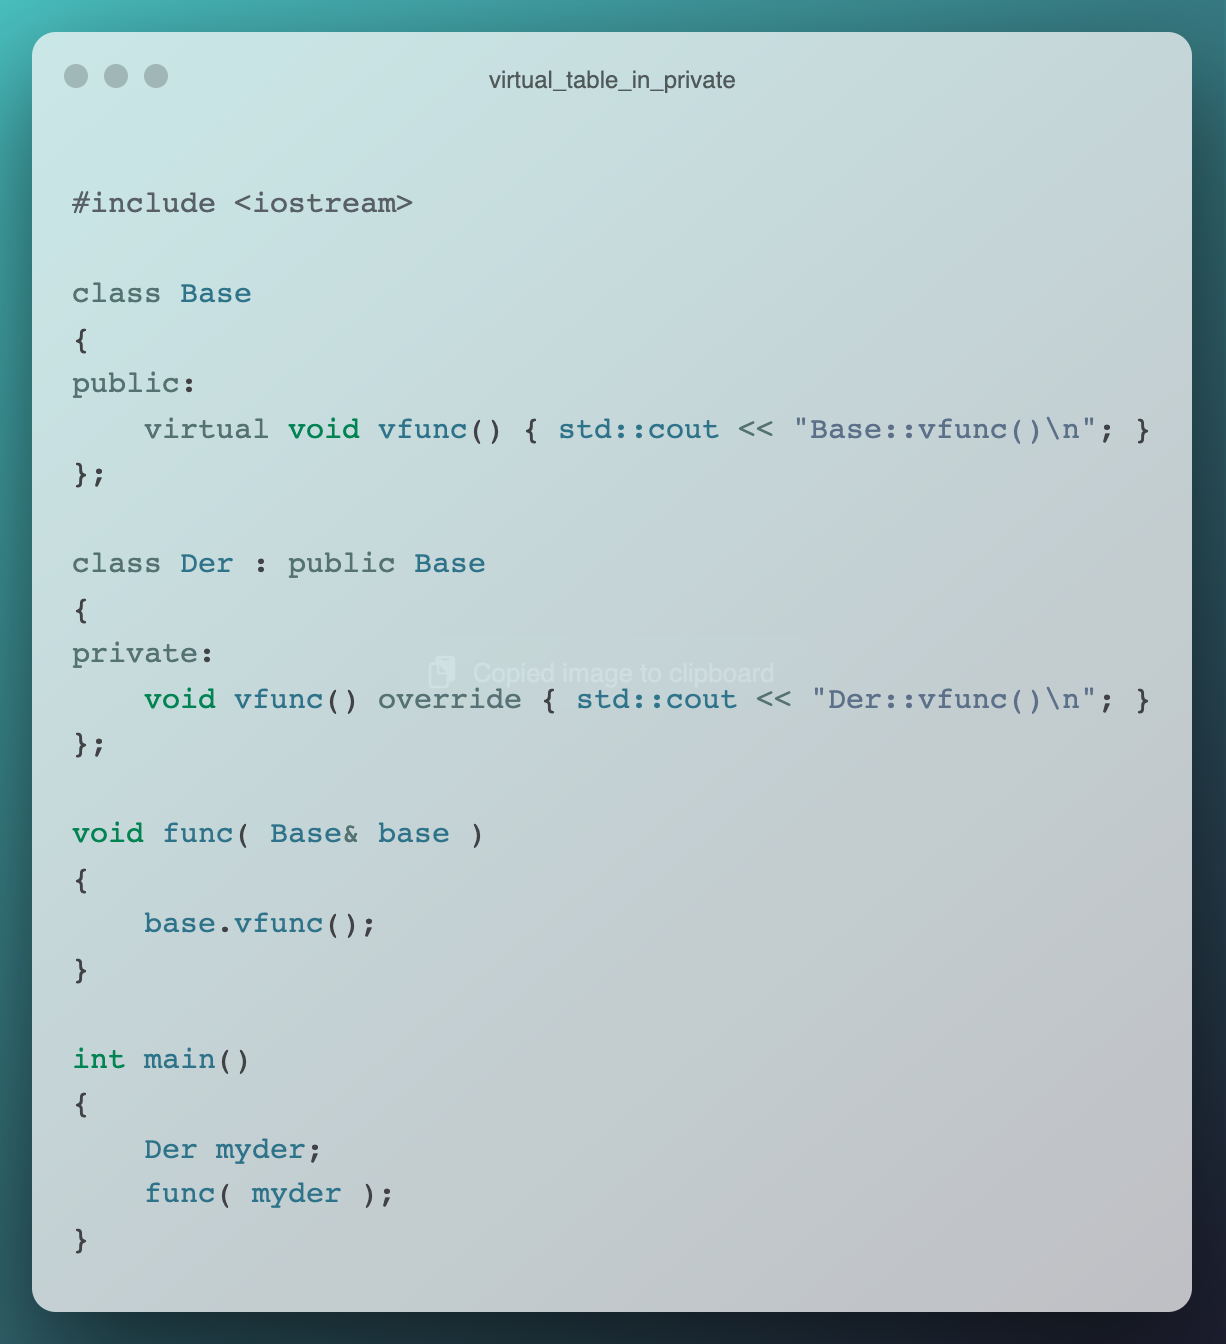 virtual_table_in_private
#include <iostream>
class Base
{
public:
    virtual void vfunc() { std::cout << "Base::vfunc()\n"; }
};
class Der : public Base
{
private:
Copied image to clipboard
    void vfunc() override { std::cout << "Der::vfunc()\n"; }
};
void func( Base& base )
{
    base.vfunc();
}
int main()
{
    Der myder;
    func( myder );
}